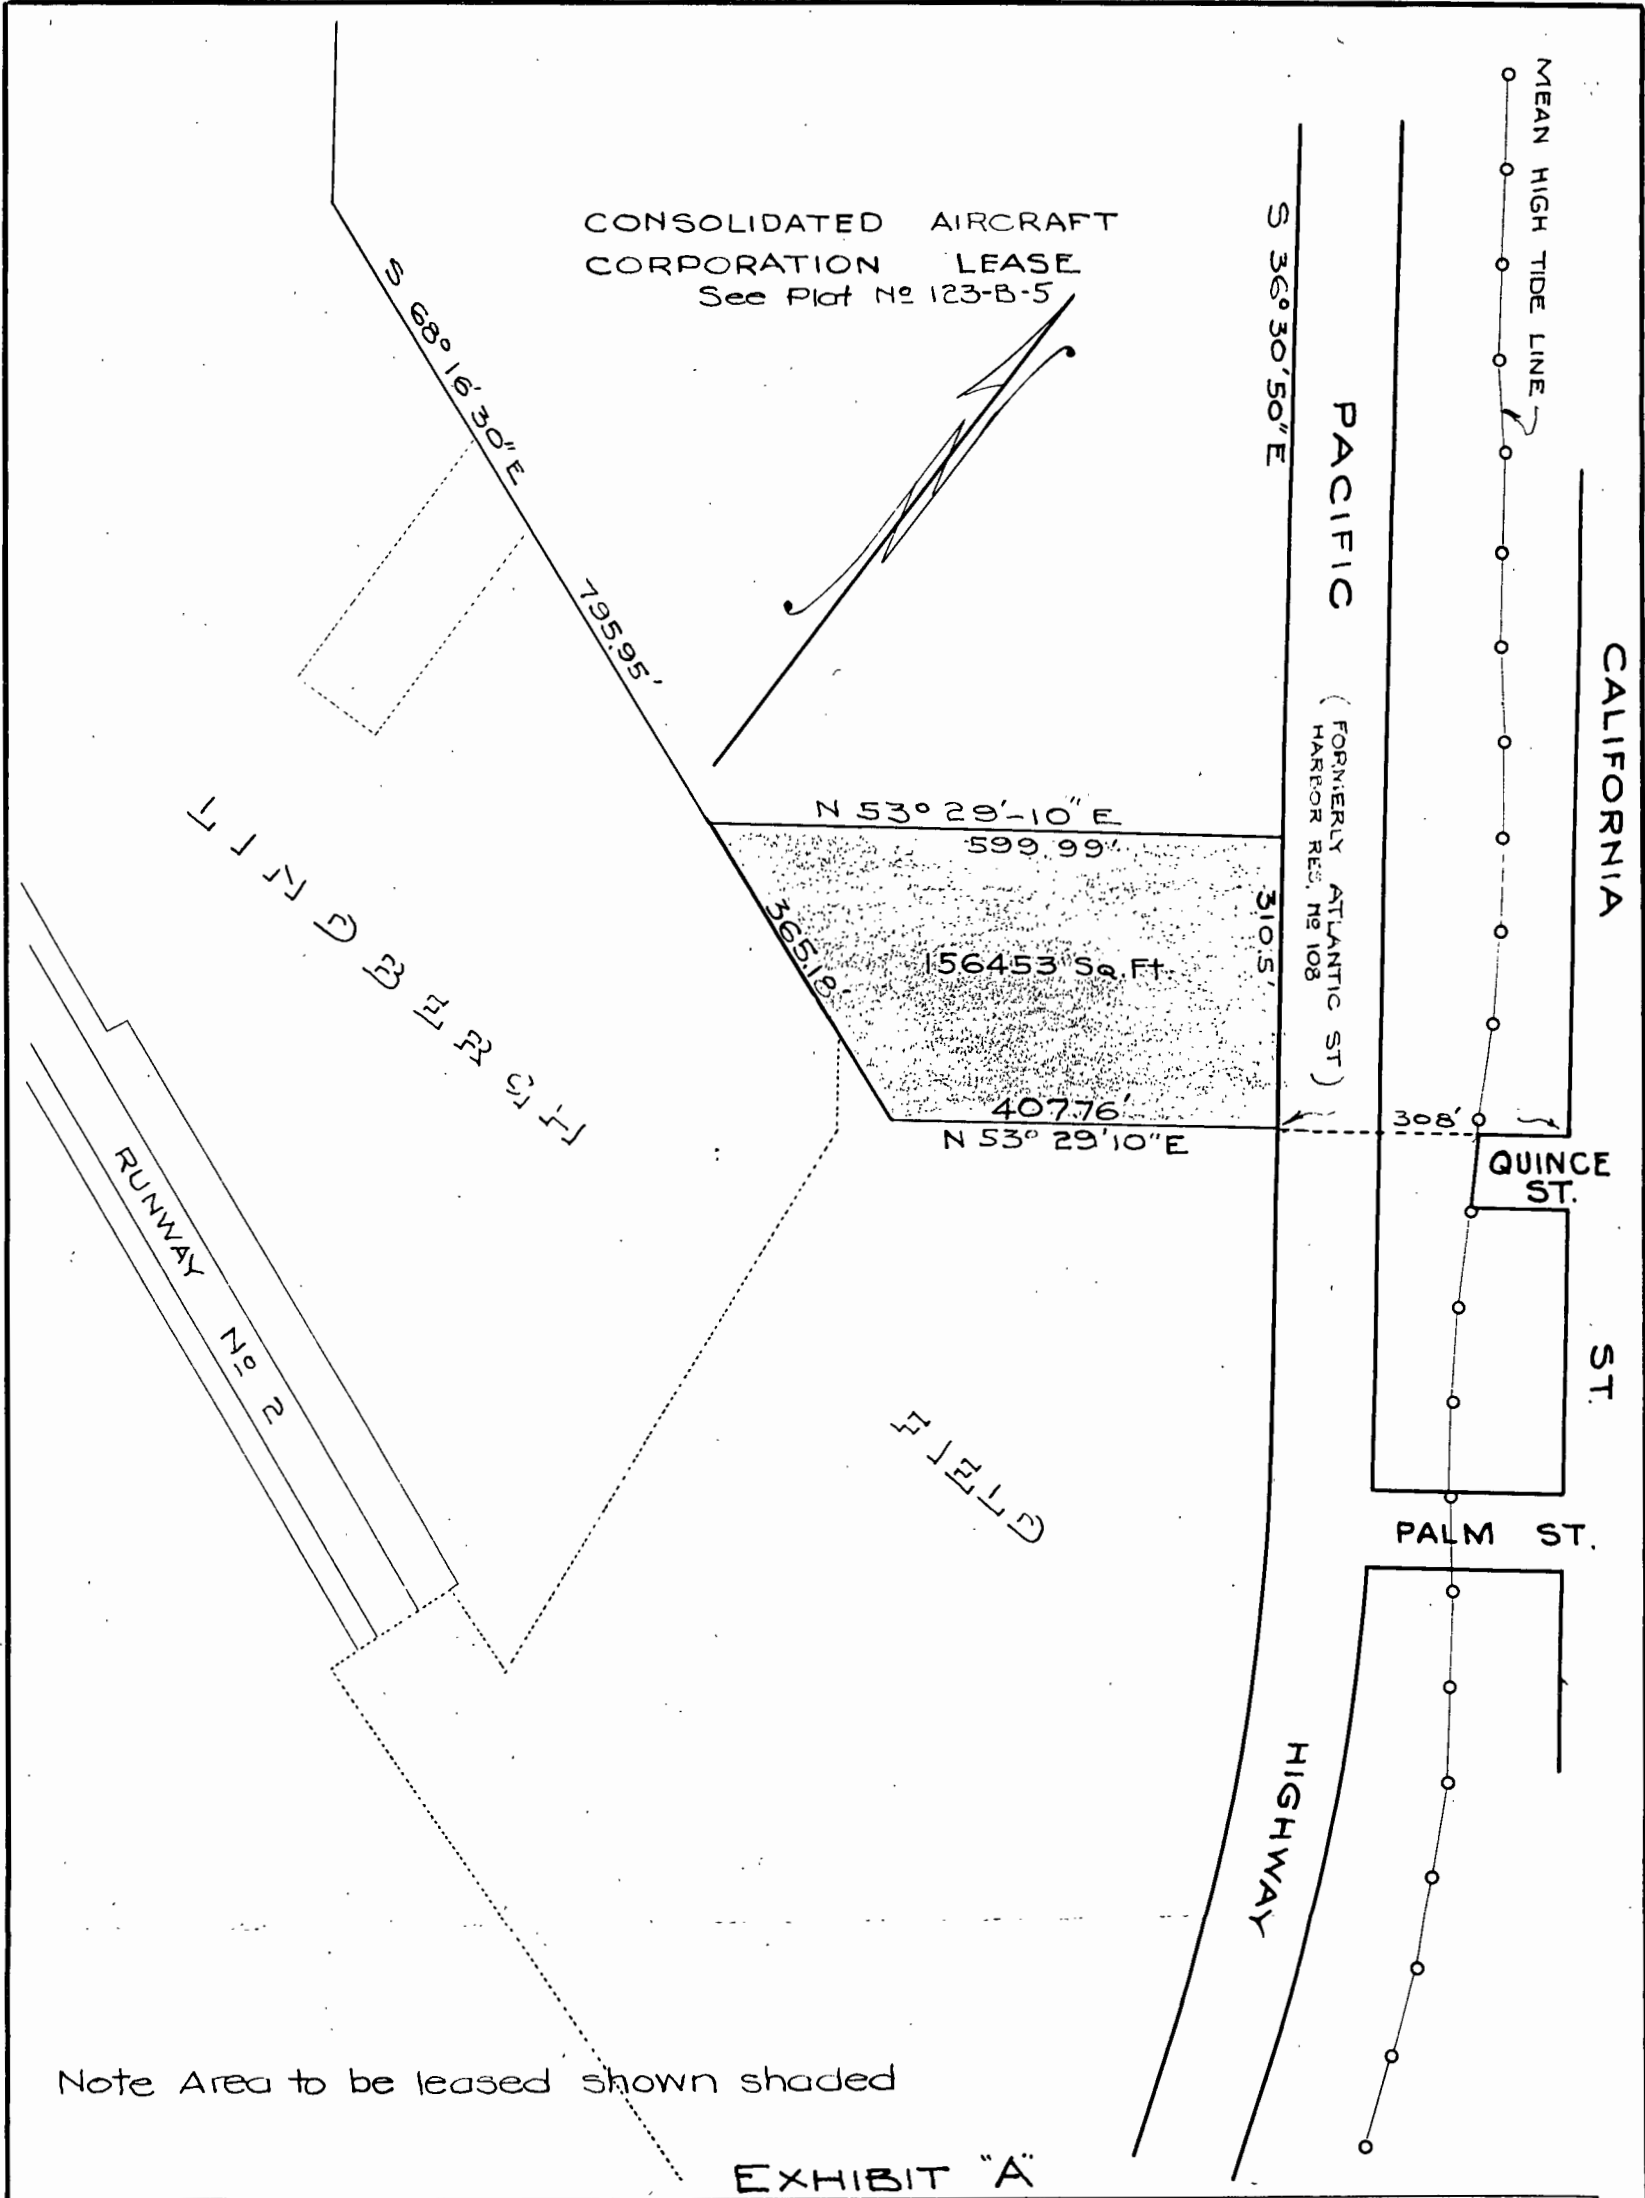 MEAN HIGH TIDE LINE
CONSOLIDATED AIRCRAFT
CORPORATION LEASE
See Plat № 123-B-5
S 36° 30' 50" E
S 68° 16' 30" E
795.95'
PACIFIC
(FORMERLY ATLANTIC ST)
HARBOR RES. № 108
CALIFORNIA
ST.
N 53° 29'-10" E
599.99'
310.5'
365.18'
156453 Sq. Ft.
407.76'
N 53° 29' 10" E
308'
QUINCE
ST.
LINDBERGH
FIELD
RUNWAY № 2
PALM ST.
HIGHWAY
Note Area to be leased shown shaded
EXHIBIT "A"